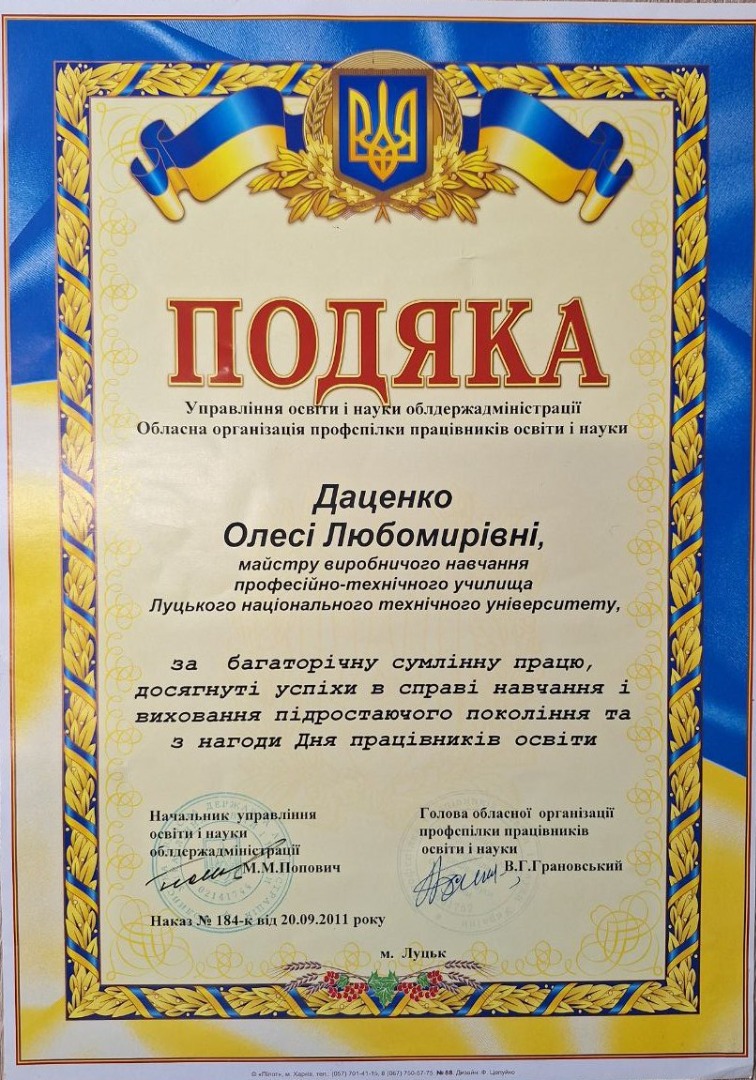 ПОДЯКА
Управління освіти і науки облдержадміністрації
Обласна організація профспілки працівників освіти і науки
Даценко
Олесі Любомирівні,
майстру виробничого навчання
професійно-технічного училища
Луцького національного технічного університету,
за багаторічну сумлінну працю,
досягнуті успіхи в справі навчання і
виховання підростаючого покоління та
з нагоди Дня працівників освіти
Начальник управління
освіти і науки
облдержадміністрації
М.М.Попович
Голова обласної організації
профспілки працівників
освіти і науки
В.Г.Грановський
Наказ № 184-к від 20.09.2011 року
м. Луцьк
© «Пілот», м. Харків, тел.